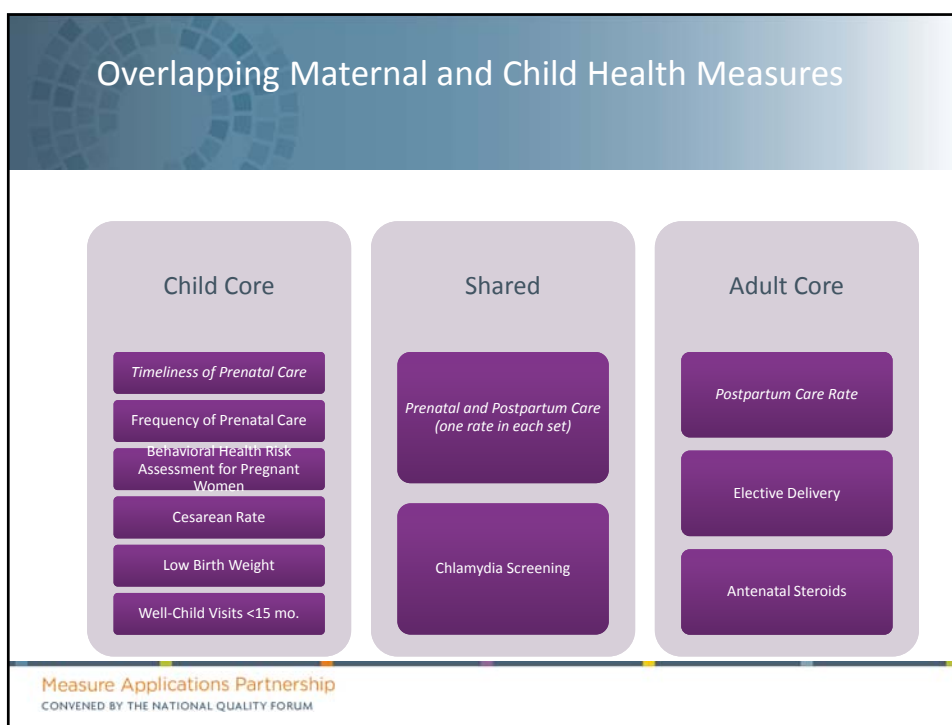 Overlapping Maternal and Child Health Measures
Child Core
Timeliness of Prenatal Care
Frequency of Prenatal Care
Behavioral Health Risk
Assessment for Pregnant
Women
Cesarean Rate
Low Birth Weight
Well-Child Visits <15 mo.
Shared
Prenatal and Postpartum Care
(one rate in each set)
Chlamydia Screening
Adult Core
Postpartum Care Rate
Elective Delivery
Antenatal Steroids
Measure Applications Partnership
CONVENED BY THE NATIONAL QUALITY FORUM